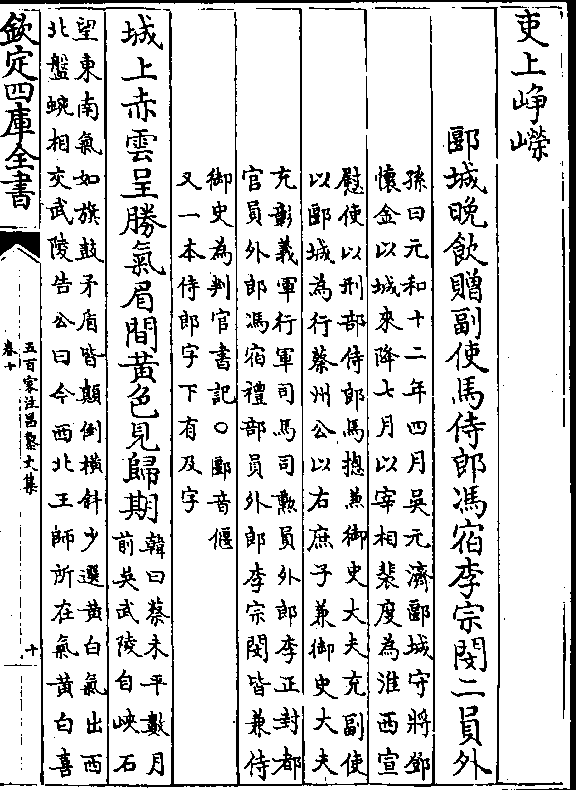 吏上崢嶸
郾城晚飲贈副使馬侍郎馮宿李宗閔二員外
孫曰元和十二年四月吳元濟郾城守將鄧
懷金以城來降七月以宰相裴度為淮西宣
慰使以刑部侍郎馬摠兼御史大夫充副使
以郾城為行蔡州公以右庶子兼御史大夫
充彰義軍行軍司馬司勲員外郎李正封都
官員外郎馮宿禮部員外郎李宗閔皆兼侍
御史為判官書記○郾音偃
又一本侍郎字下有及字
城上赤雲呈勝氣眉間黃色見歸期
韓曰蔡未平數月
前吳武陵自峽石
望東南氣如旗鼓矛盾皆顛倒橫斜少選黃白氣出西
北盤蜿相交武陵告公曰今西北王師所在氣黃白喜
欽定四庫全書
五百家注昌黎文集
卷十
十